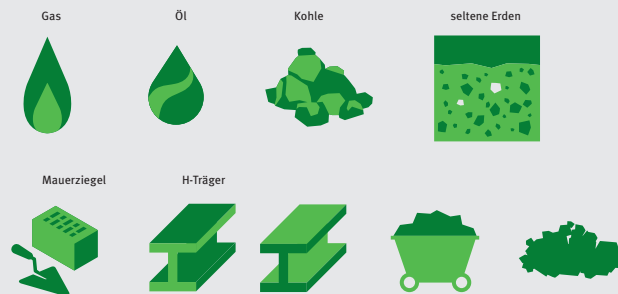 Gas
Öl
Kohle
seltene Erden
Mauerziegel
H-Träger